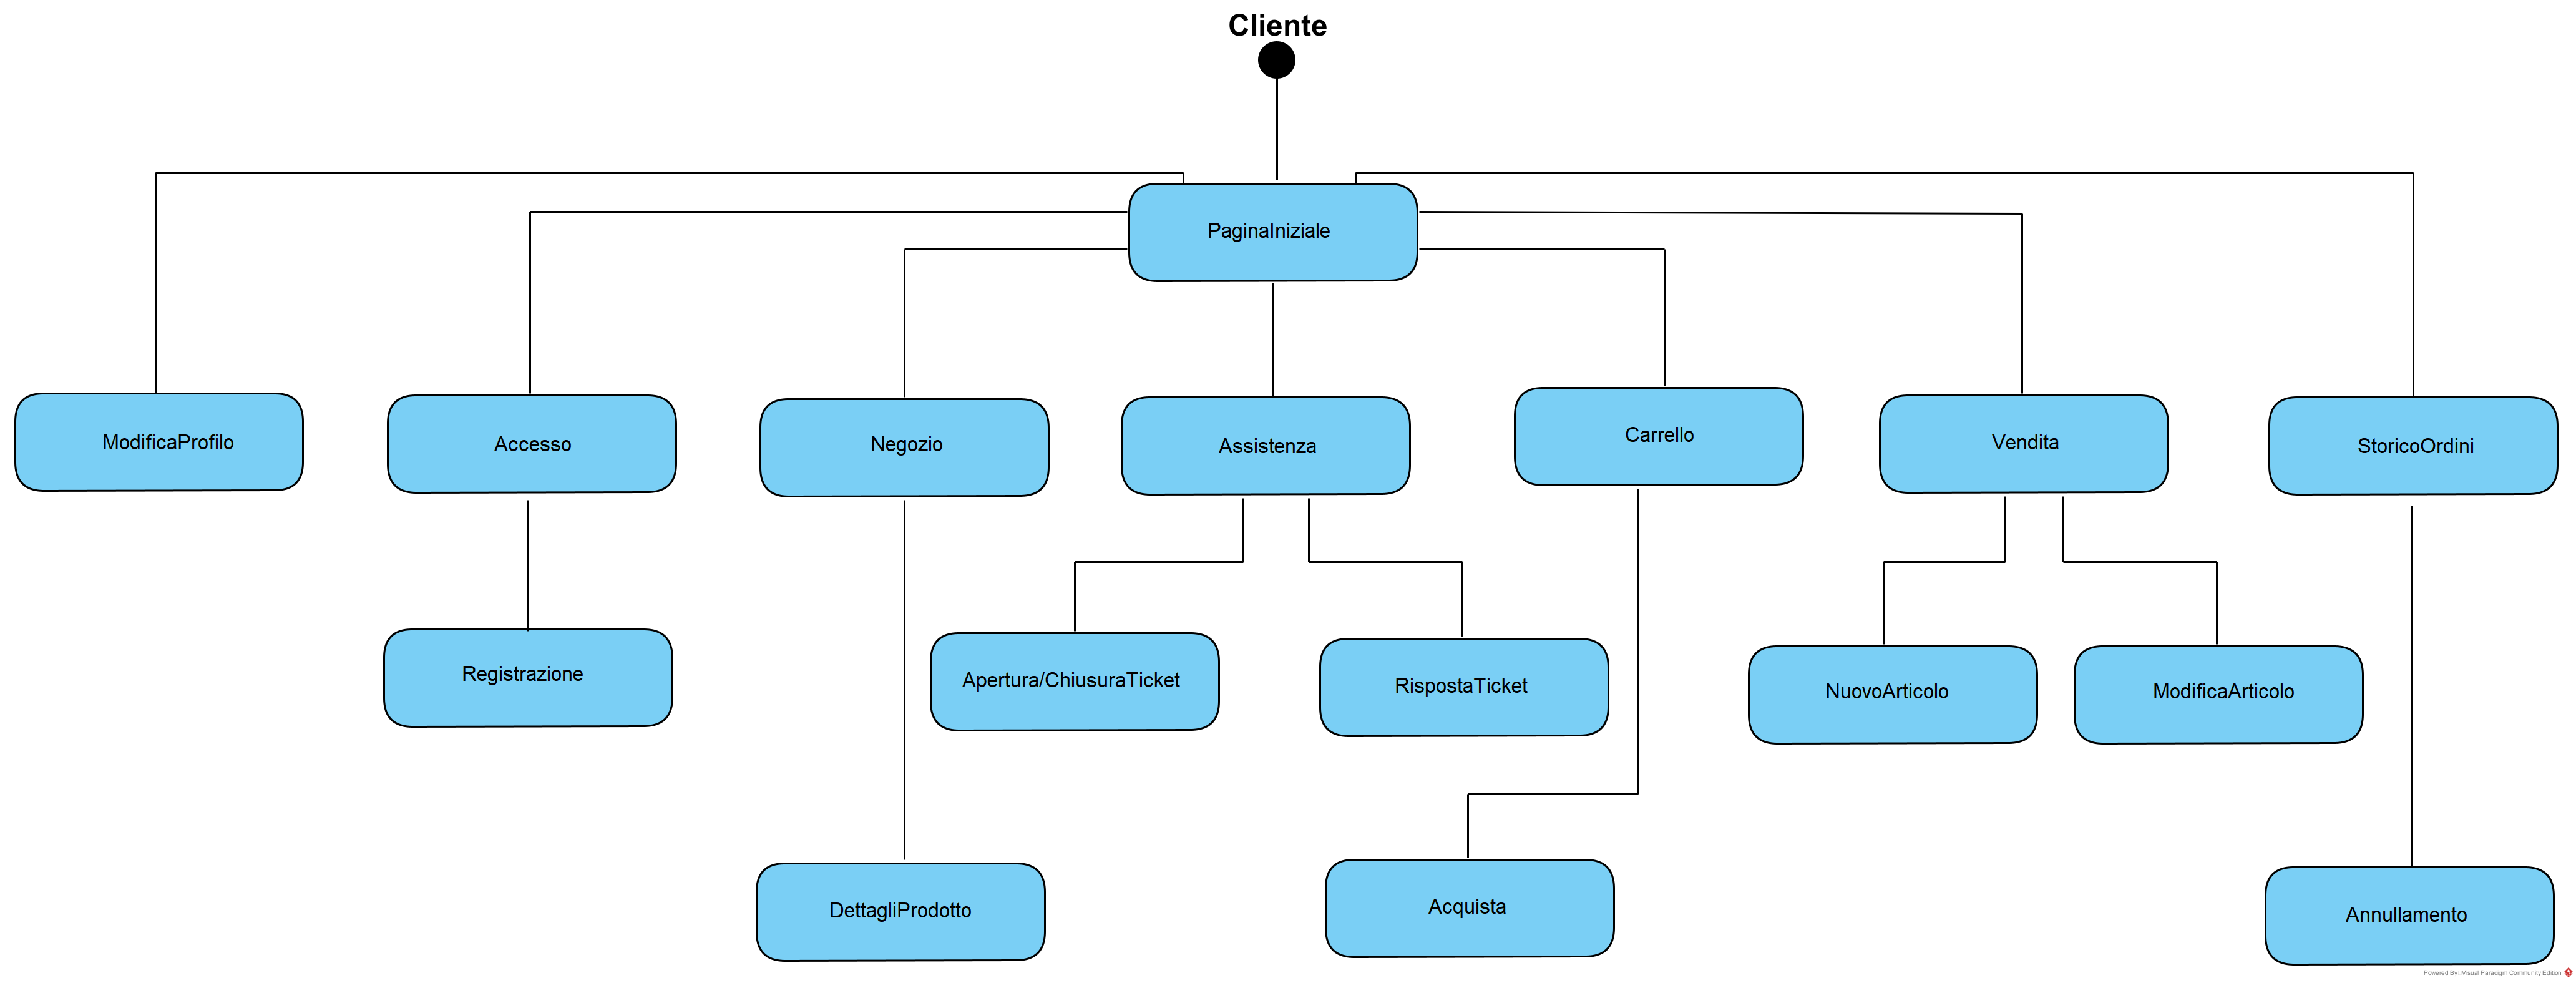 Cliente
PaginaIniziale
ModificaProfilo
Accesso
Negozio
Assistenza
Carrello
Vendita
StoricoOrdini
Registrazione
Apertura/ChiusuraTicket
RispostaTicket
NuovoArticolo
ModificaArticolo
DettagliProdotto
Acquista
Annullamento
Powered By: Visual Paradigm Community Edition